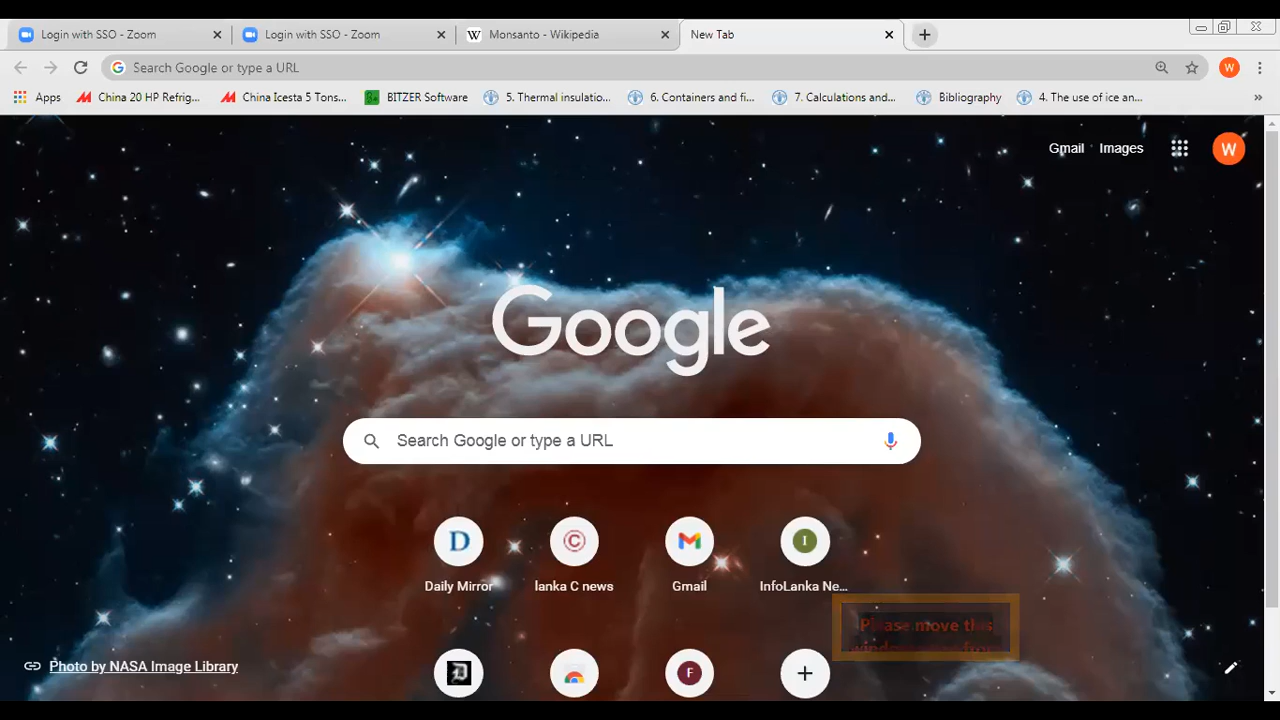 Login with SSO - Zoom
Login with SSO - Zoom
W Monsanto - Wikipedia
New Tab
Search Google or type a URL
W
Apps
China 20 HP Refrig...
China Icesta 5 Tons...
BITZER Software
5. Thermal insulatio...
6. Containers and fi...
7. Calculations and...
Bibliography
4. The use of ice an...
»
Gmail
Images
W
Google
Search Google or type a URL
D
C
M
I
Daily Mirror
lanka C news
Gmail
InfoLanka Ne...
Please move this
D
F
Photo by NASA Image Library